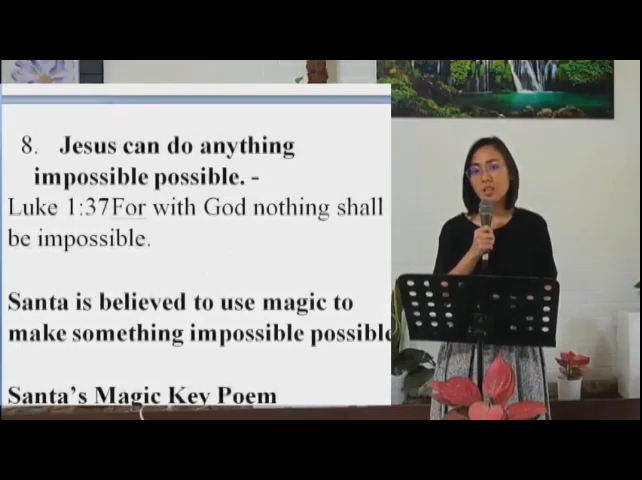 8. Jesus can do anything
impossible possible. -
Luke 1:37For with God nothing shall
be impossible.
Santa is believed to use magic to
make something impossible possible
Santa's Magic Key Poem